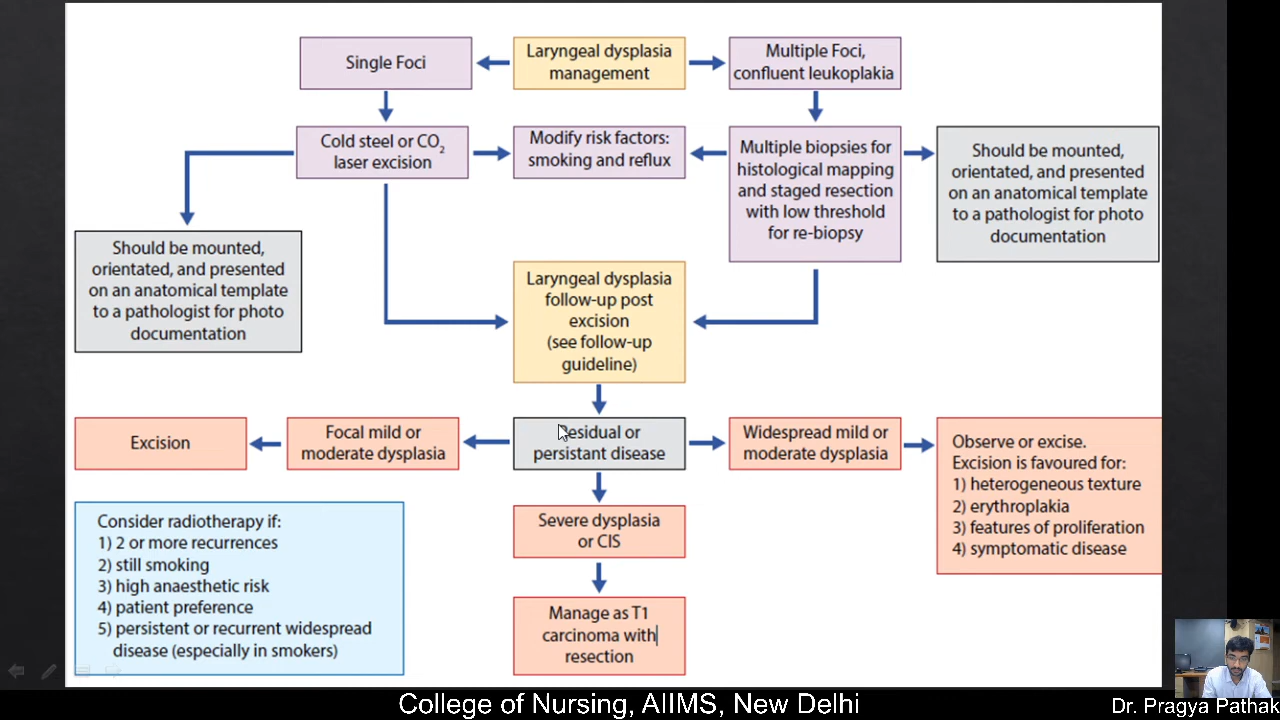 Laryngeal dysplasia
management
Single Foci
Multiple Foci,
confluent leukoplakia
Cold steel or CO₂
laser excision
Modify risk factors:
smoking and reflux
Multiple biopsies for
histological mapping
and staged resection
with low threshold
for re-biopsy
Should be mounted,
orientated, and presented
on an anatomical template
to a pathologist for photo
documentation
Should be mounted,
orientated, and presented
on an anatomical template
to a pathologist for photo
documentation
Laryngeal dysplasia
follow-up post
excision
(see follow-up
guideline)
Excision
Focal mild or
moderate dysplasia
Residual or
persistant disease
Widespread mild or
moderate dysplasia
Observe or excise.
Excision is favoured for:
1) heterogeneous texture
2) erythroplakia
3) features of proliferation
4) symptomatic disease
Severe dysplasia
or CIS
Manage as T1
carcinoma with
resection
Consider radiotherapy if:
1) 2 or more recurrences
2) still smoking
3) high anaesthetic risk
4) patient preference
5) persistent or recurrent widespread
disease (especially in smokers)
College of Nursing, AIIMS, New Delhi
Dr. Pragya Pathak